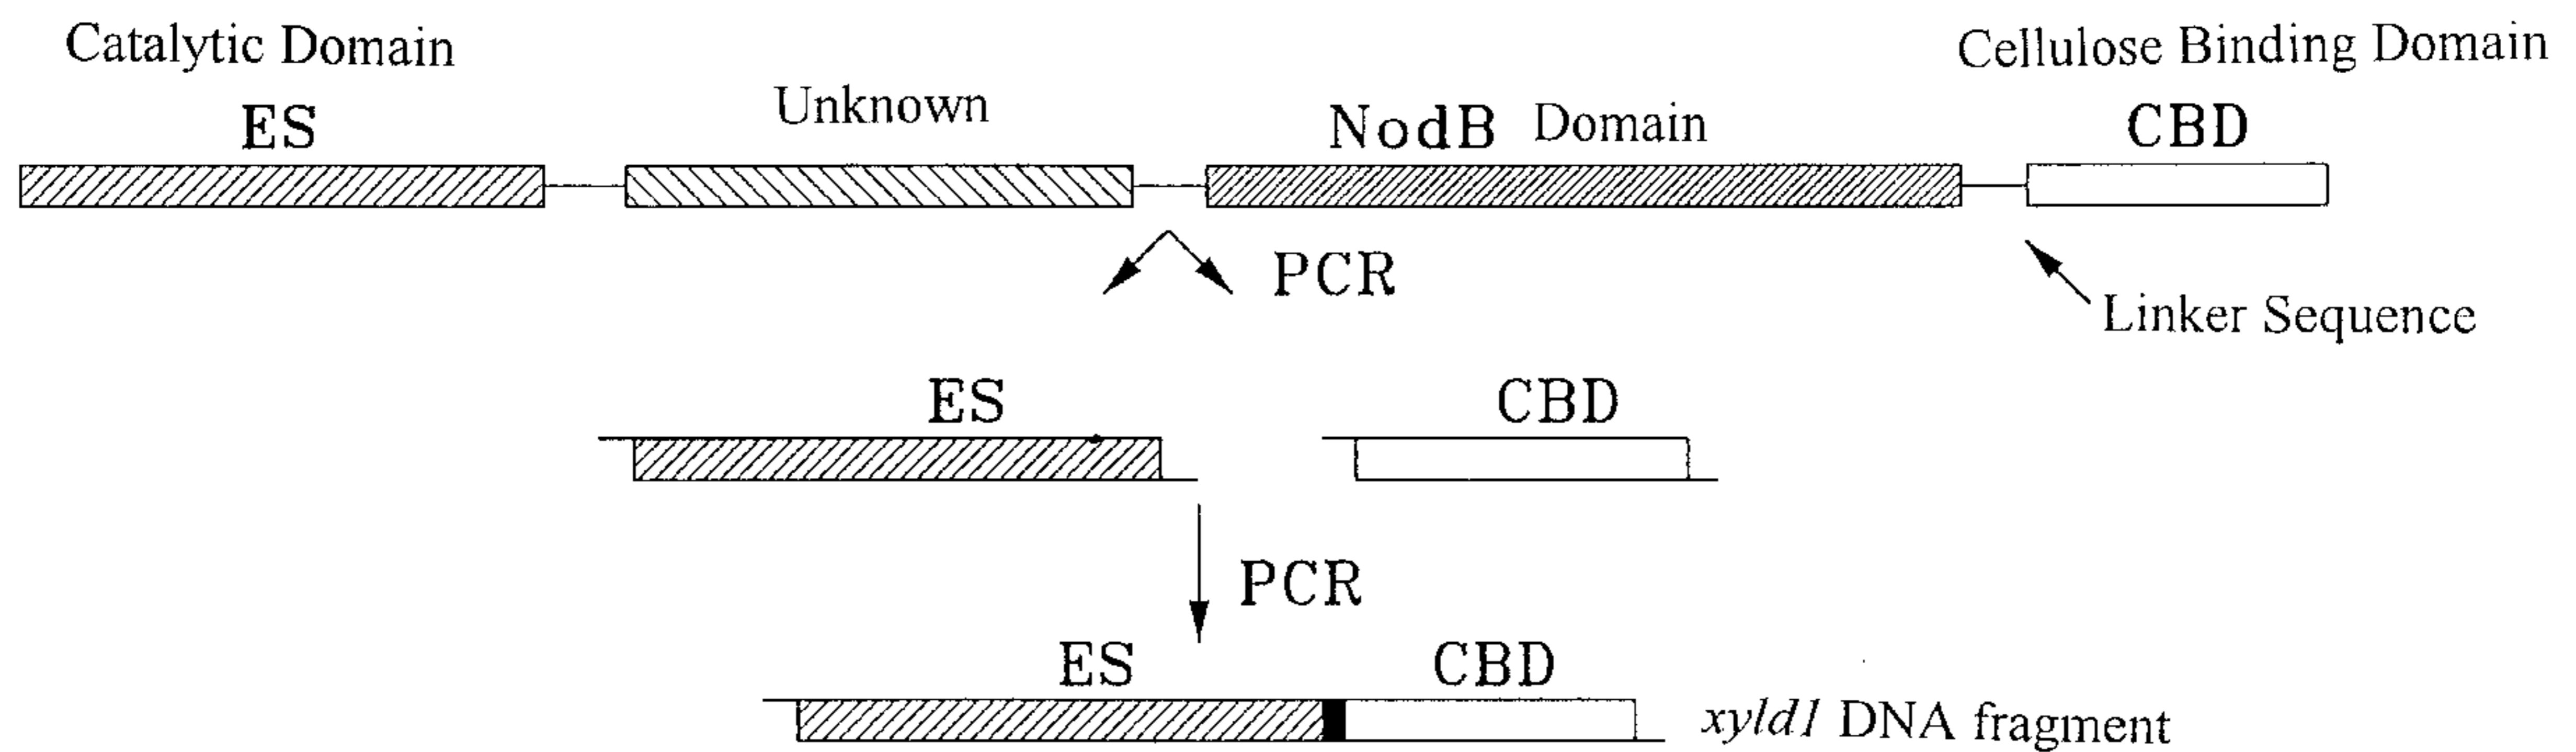 Catalytic Domain
Cellulose Binding Domain
ES
Unknown
NodB Domain
CBD
PCR
Linker Sequence
ES
CBD
PCR
ES
CBD
xyld1 DNA fragment